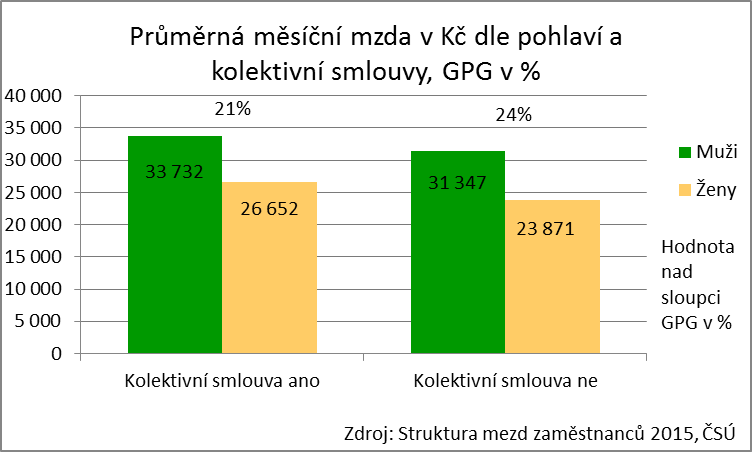 Průměrná měsíční mzda v Kč dle pohlaví a
kolektivní smlouvy, GPG v %
40 000
35 000
30 000
25 000
20 000
15 000
10 000
5 000
0
21%
24%
33 732
26 652
31 347
23 871
Kolektivní smlouva ano
Kolektivní smlouva ne
Muži
Ženy
Hodnota
nad
sloupci
GPG v %
Zdroj: Struktura mezd zaměstnanců 2015, ČSÚ